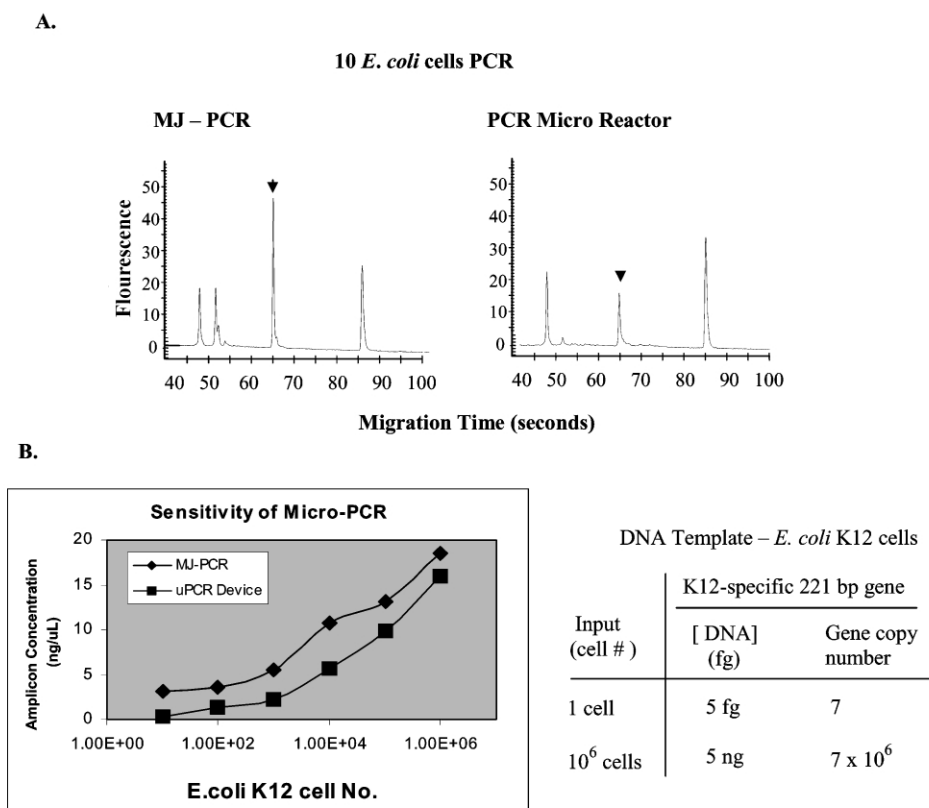 A.
10 E. coli cells PCR
MJ – PCR
PCR Micro Reactor
Flourescence
50
40
30
20
10
0
40 50 60 70 80 90 100
50
40
30
20
10
0
40 50 60 70 80 90 100
Migration Time (seconds)
B.
Sensitivity of Micro-PCR
Amplicon Concentration
(ng/uL)
20
15
10
5
0
MJ-PCR
uPCR Device
1.00E+00 1.00E+02 1.00E+04 1.00E+06
E.coli K12 cell No.
DNA Template – E. coli K12 cells
K12-specific 221 bp gene
Input
(cell # )
[ DNA]
(fg)
Gene copy
number
1 cell 5 fg 7
10⁶ cells 5 ng 7 x 10⁶